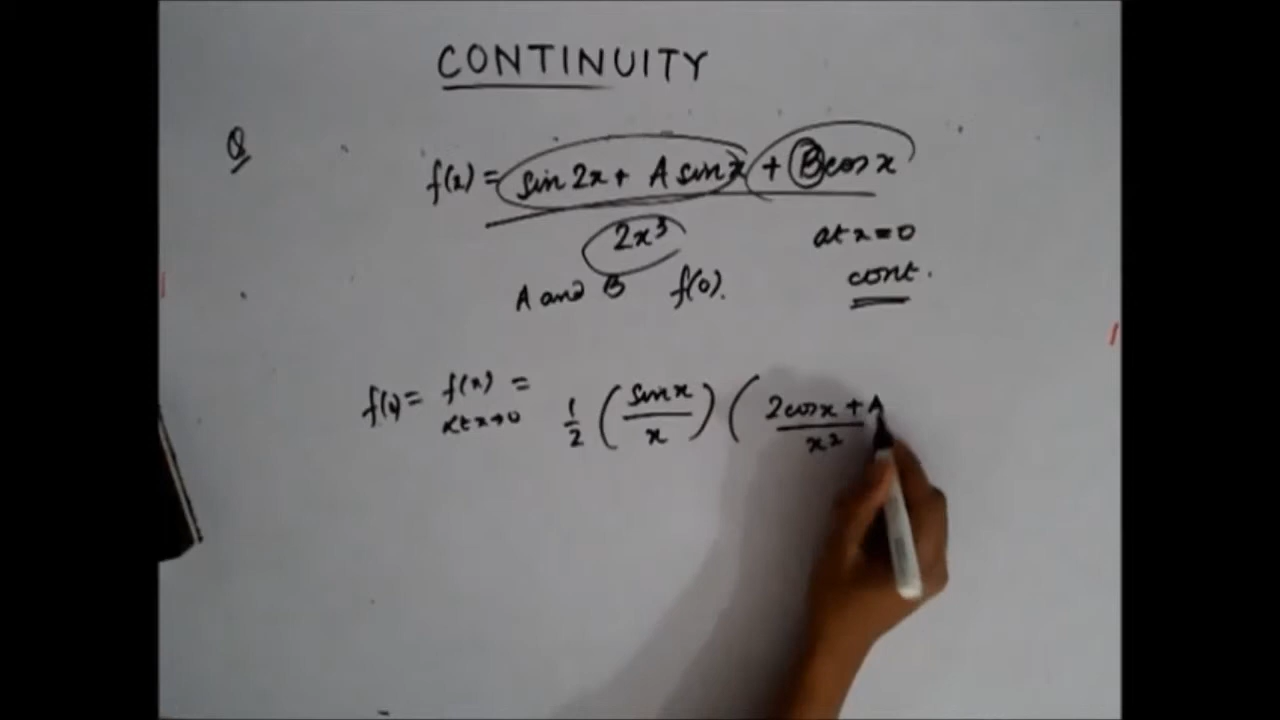 CONTINUITY
Q
f(x) = sin 2x + A sin x + B cos x
2x³
at x = 0
A and B f(0).
cont.
f(0) = f(x) =
lt x→0
1/2 (sin x / x) (2cos x + A / x²